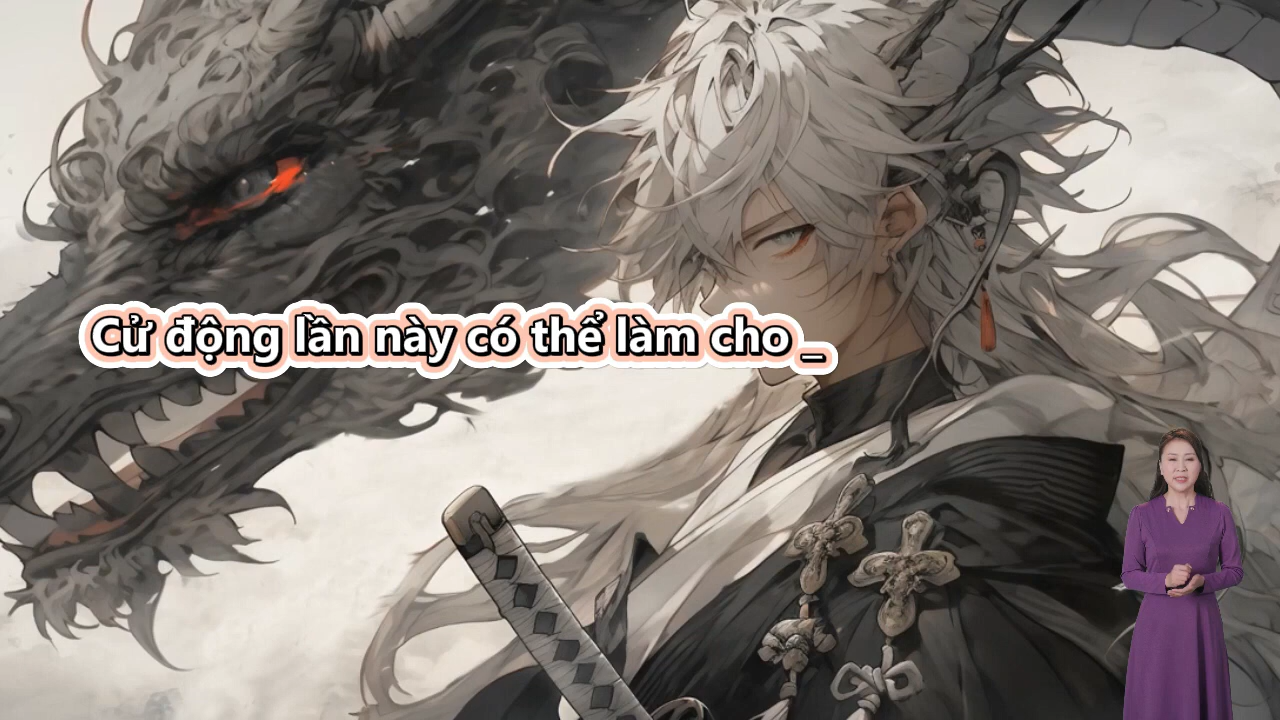 Cử động lần này có thể làm cho _